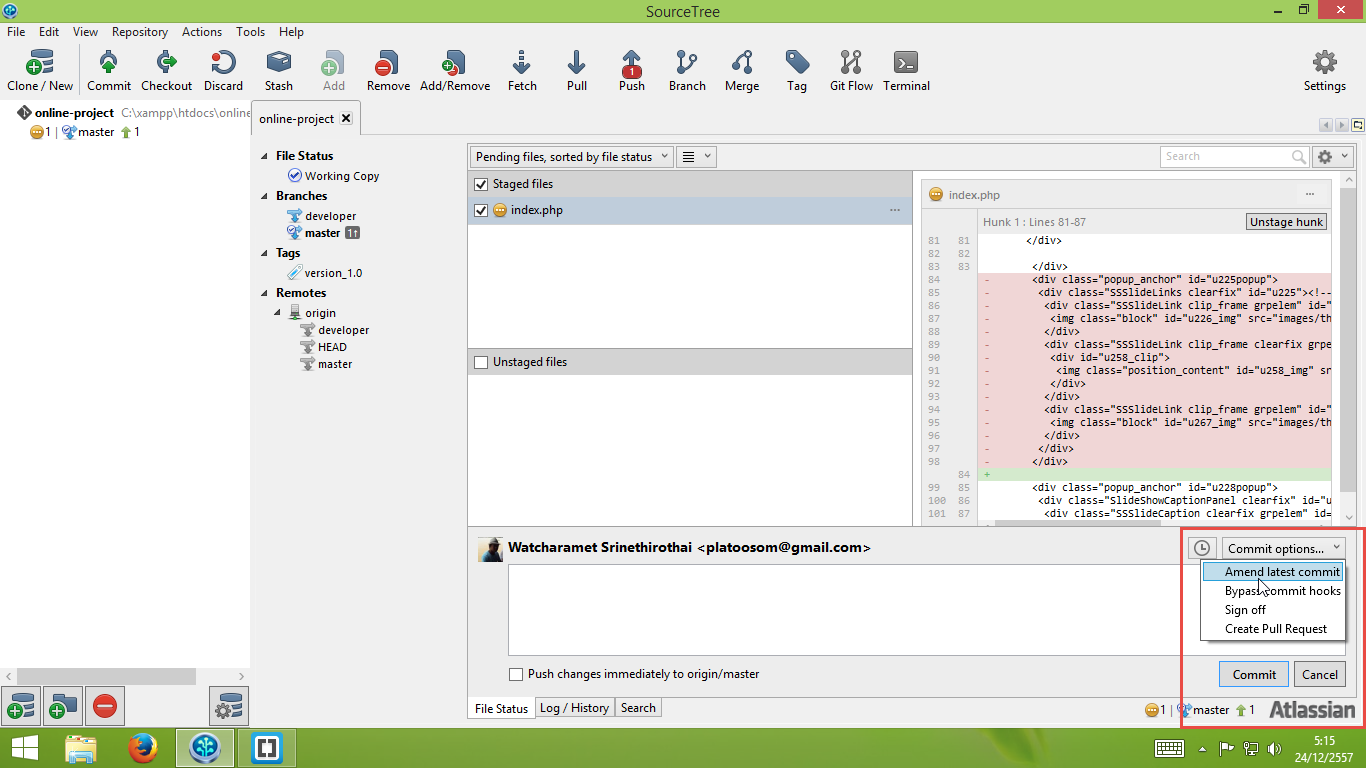 SourceTree
File Edit View Repository Actions Tools Help
Clone / New Commit Checkout Discard Stash Add Remove Add/Remove Fetch Pull Push Branch Merge Tag Git Flow Terminal Settings
1
online-project C:\xampp\htdocs\online
1 | master 1
online-project
File Status
Working Copy
Branches
developer
master 1↑
Tags
version_1.0
Remotes
origin
developer
HEAD
master
Pending files, sorted by file status
Search
Staged files
index.php
Unstaged files
index.php
Hunk 1 : Lines 81-87
Unstage hunk
81 81 </div>
82 82
83 83 </div>
84 - <div class="popup_anchor" id="u225popup">
85 - <div class="SSSlideLinks clearfix" id="u225"><!--
86 - <div class="SSSlideLink clip_frame grpelem" id="
87 - <img class="block" id="u226_img" src="images/th
88 - </div>
89 - <div class="SSSlideLink clip_frame clearfix grpe
90 - <div id="u258_clip">
91 - <img class="position_content" id="u258_img" sr
92 - </div>
93 - </div>
94 - <div class="SSSlideLink clip_frame grpelem" id="
95 - <img class="block" id="u267_img" src="images/th
96 - </div>
97 - </div>
98 - </div>
84 +
99 85 <div class="popup_anchor" id="u228popup">
100 86 <div class="SlideShowCaptionPanel clearfix" id="u
101 87 <div class="SSSlideCaption clearfix grpelem" id=
Watcharamet Srinethirothai <platoosom@gmail.com>
Commit options...
Amend latest commit
Bypass commit hooks
Sign off
Create Pull Request
Push changes immediately to origin/master
Commit Cancel
File Status Log / History Search
1 | master 1 Atlassian
5:15
24/12/2557